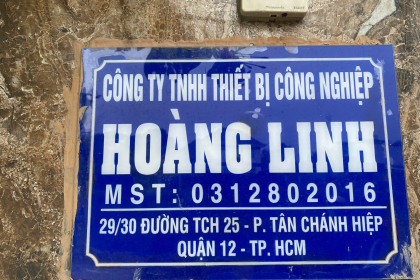 CÔNG TY TNHH THIẾT BỊ CÔNG NGHIỆP
HOÀNG LINH
MST: 0312802016
29/30 ĐƯỜNG TCH 25 - P. TÂN CHÁNH HIỆP
QUẬN 12 - TP. HCM